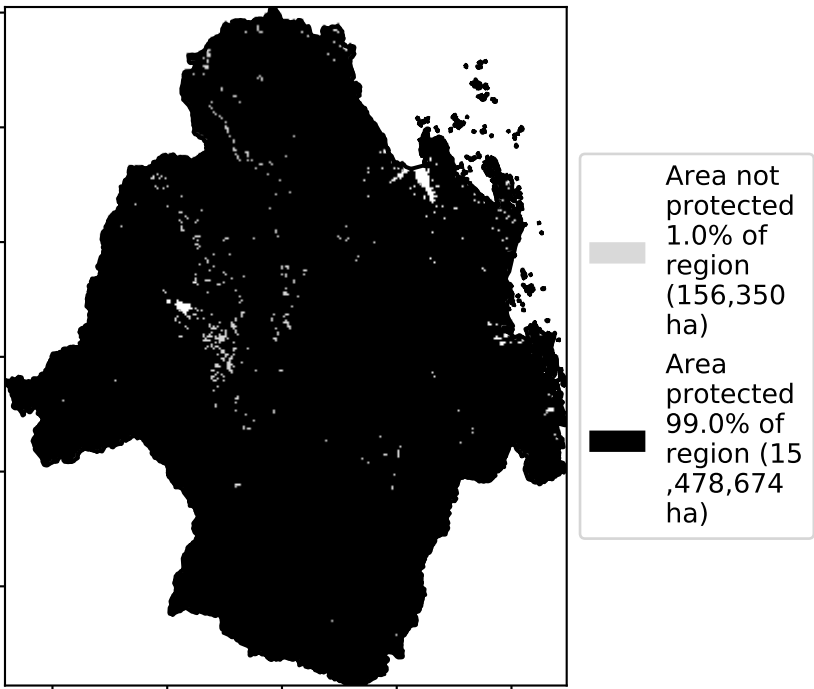 Area not
protected
1.0% of
region
(156,350
ha)
Area
protected
99.0% of
region (15
,478,674
ha)